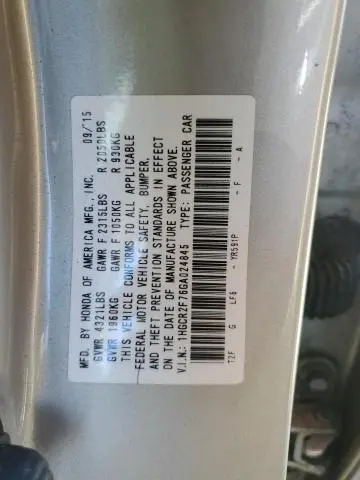 MFD. BY HONDA OF AMERICA MFG., INC. 09/'15
GVWR 4321LBS GAWR F 2315LBS R 2059LBS
GVWR 1960KG GAWR F 1050KG R 930KG
THIS VEHICLE CONFORMS TO ALL APPLICABLE
FEDERAL MOTOR VEHICLE SAFETY, BUMPER,
AND THEFT PREVENTION STANDARDS IN EFFECT
ON THE DATE OF MANUFACTURE SHOWN ABOVE.
V.I.N.: 1HGCR2F76GA024845 TYPE: PASSENGER CAR
T2F G LF6 - YR591P - F - A